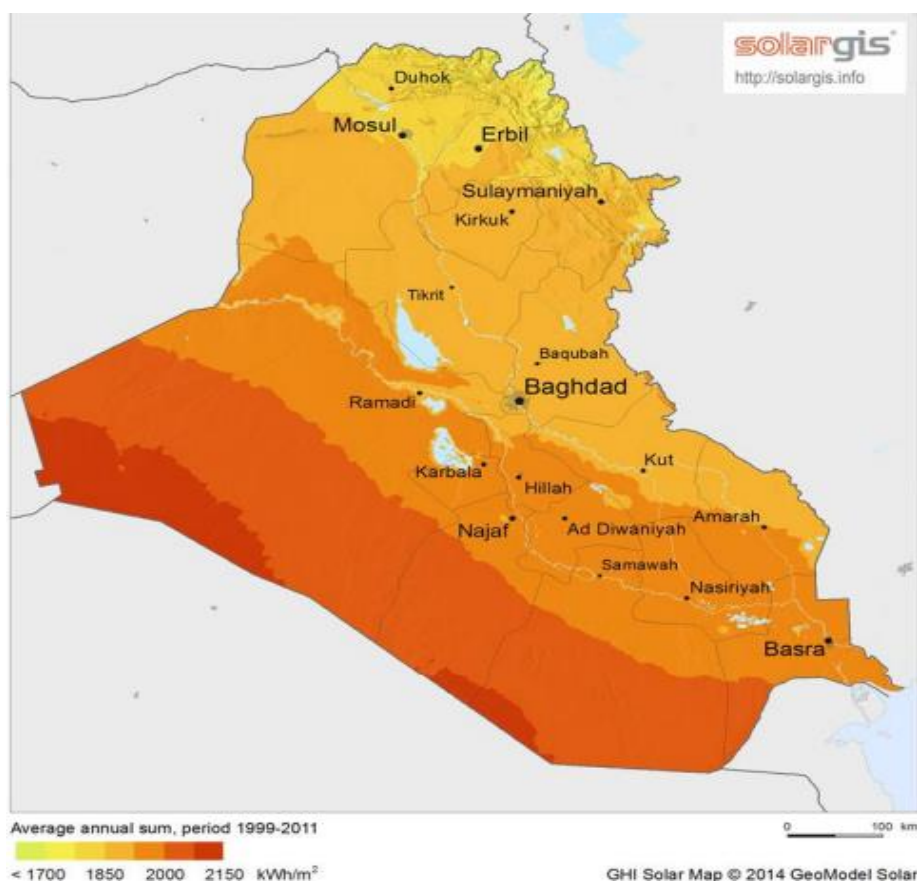 solargis
http://solargis.info
Duhok
Mosul
Erbil
Sulaymaniyah
Kirkuk
Tikrit
Baqubah
Baghdad
Ramadi
Karbala
Kut
Hillah
Najaf
Ad Diwaniyah
Amarah
Samawah
Nasiriyah
Basra
Average annual sum, period 1999-2011
0 100 km
< 1700 1850 2000 2150 kWh/m²
GHI Solar Map © 2014 GeoModel Solar